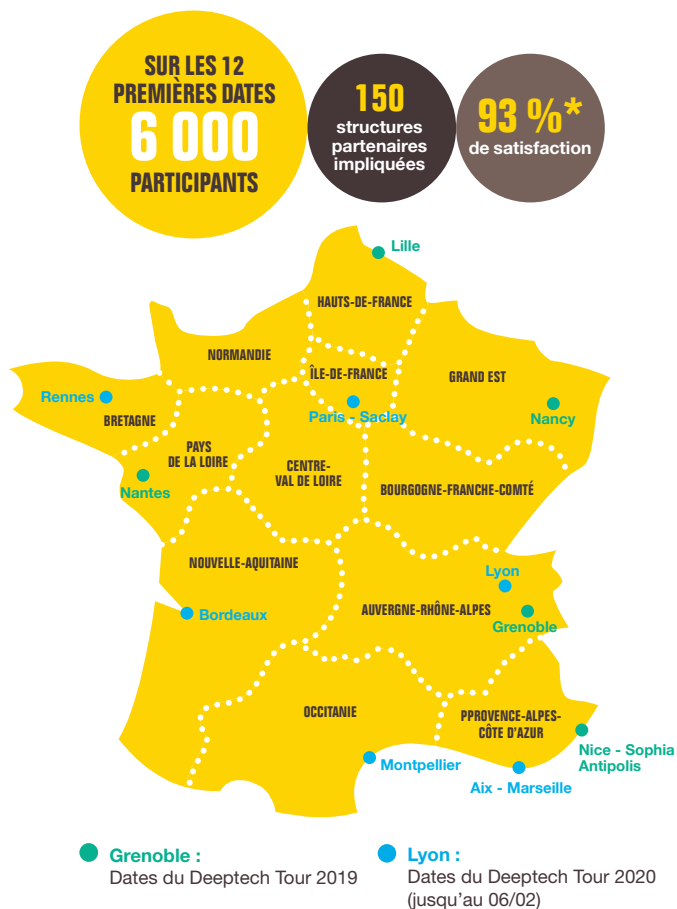 SUR LES 12
PREMIÈRES DATES
6 000
PARTICIPANTS
150
structures
partenaires
impliquées
93 %*
de satisfaction
Lille
HAUTS-DE-FRANCE
NORMANDIE
ÎLE-DE-FRANCE
GRAND EST
Rennes
Paris - Saclay
BRETAGNE
Nancy
PAYS
DE LA LOIRE
CENTRE-
VAL DE LOIRE
Nantes
BOURGOGNE-FRANCHE-COMTÉ
NOUVELLE-AQUITAINE
Lyon
AUVERGNE-RHÔNE-ALPES
Bordeaux
Grenoble
OCCITANIE
PPROVENCE-ALPES-
CÔTE D'AZUR
Nice - Sophia
Antipolis
Montpellier
Aix - Marseille
Grenoble :
Dates du Deeptech Tour 2019
Lyon :
Dates du Deeptech Tour 2020
(jusqu'au 06/02)